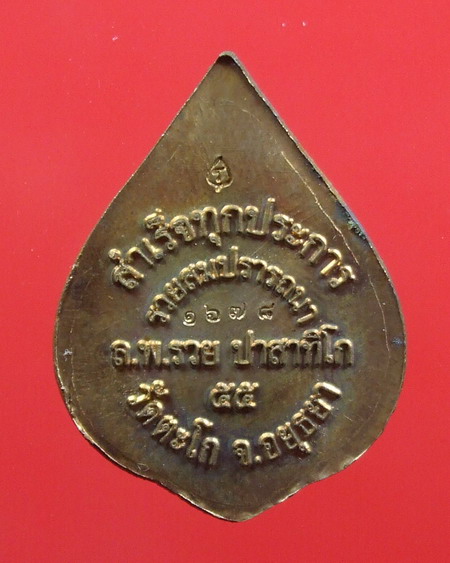 ร
สำเร็จทุกประการ
รวยสมปรารถนา
๑๖๗๘
ล.พ.รวย ปาสาทิโก
๕๕
วัดตะโก จ.อยุธยา